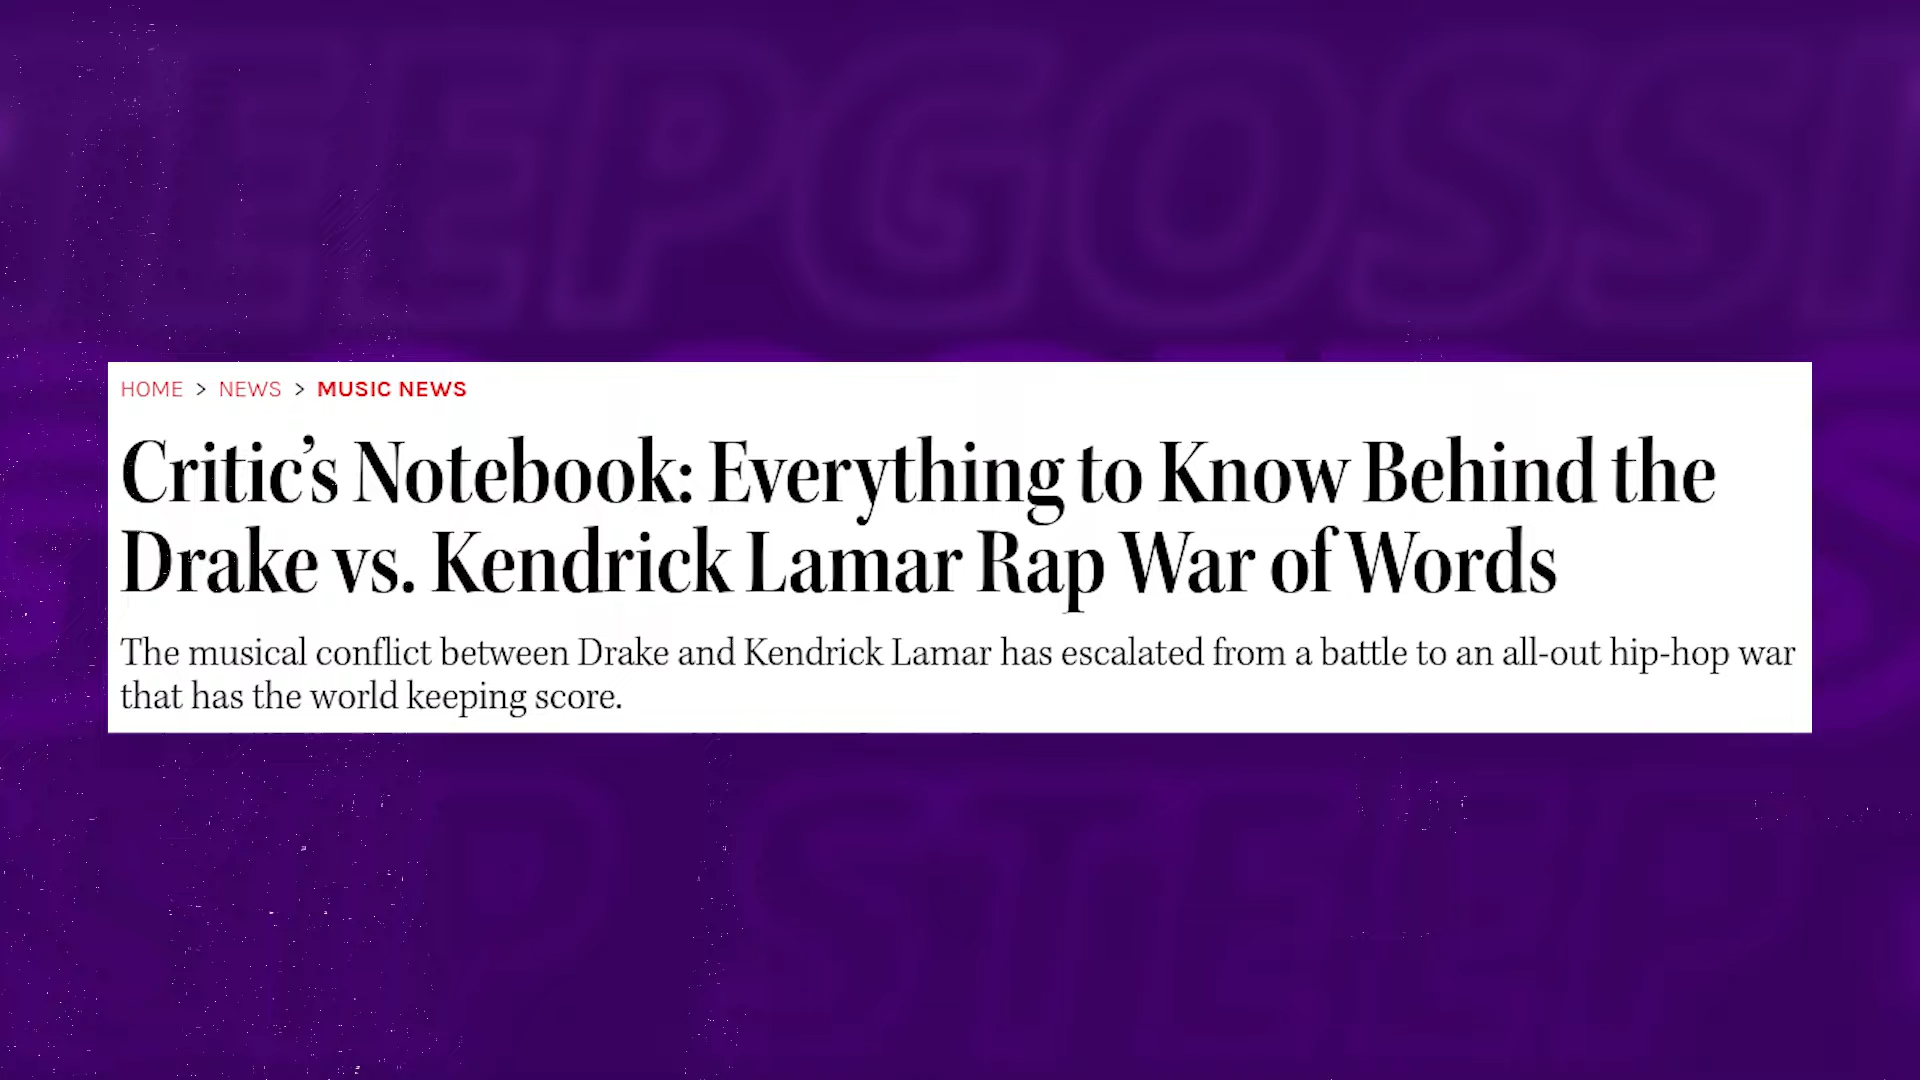 EEPGOSSI
HOME > NEWS > MUSIC NEWS
Critic's Notebook: Everything to Know Behind the
Drake vs. Kendrick Lamar Rap War of Words
The musical conflict between Drake and Kendrick Lamar has escalated from a battle to an all-out hip-hop war
that has the world keeping score.
P STEEP